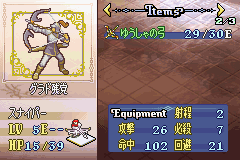 Items
2/3
ゆうしゃの弓 29/30E
グラド残党
スナイパー
LV 5E--
HP15/39
Equipment 射程 2
攻撃 26 必殺 7
命中 102 回避 21